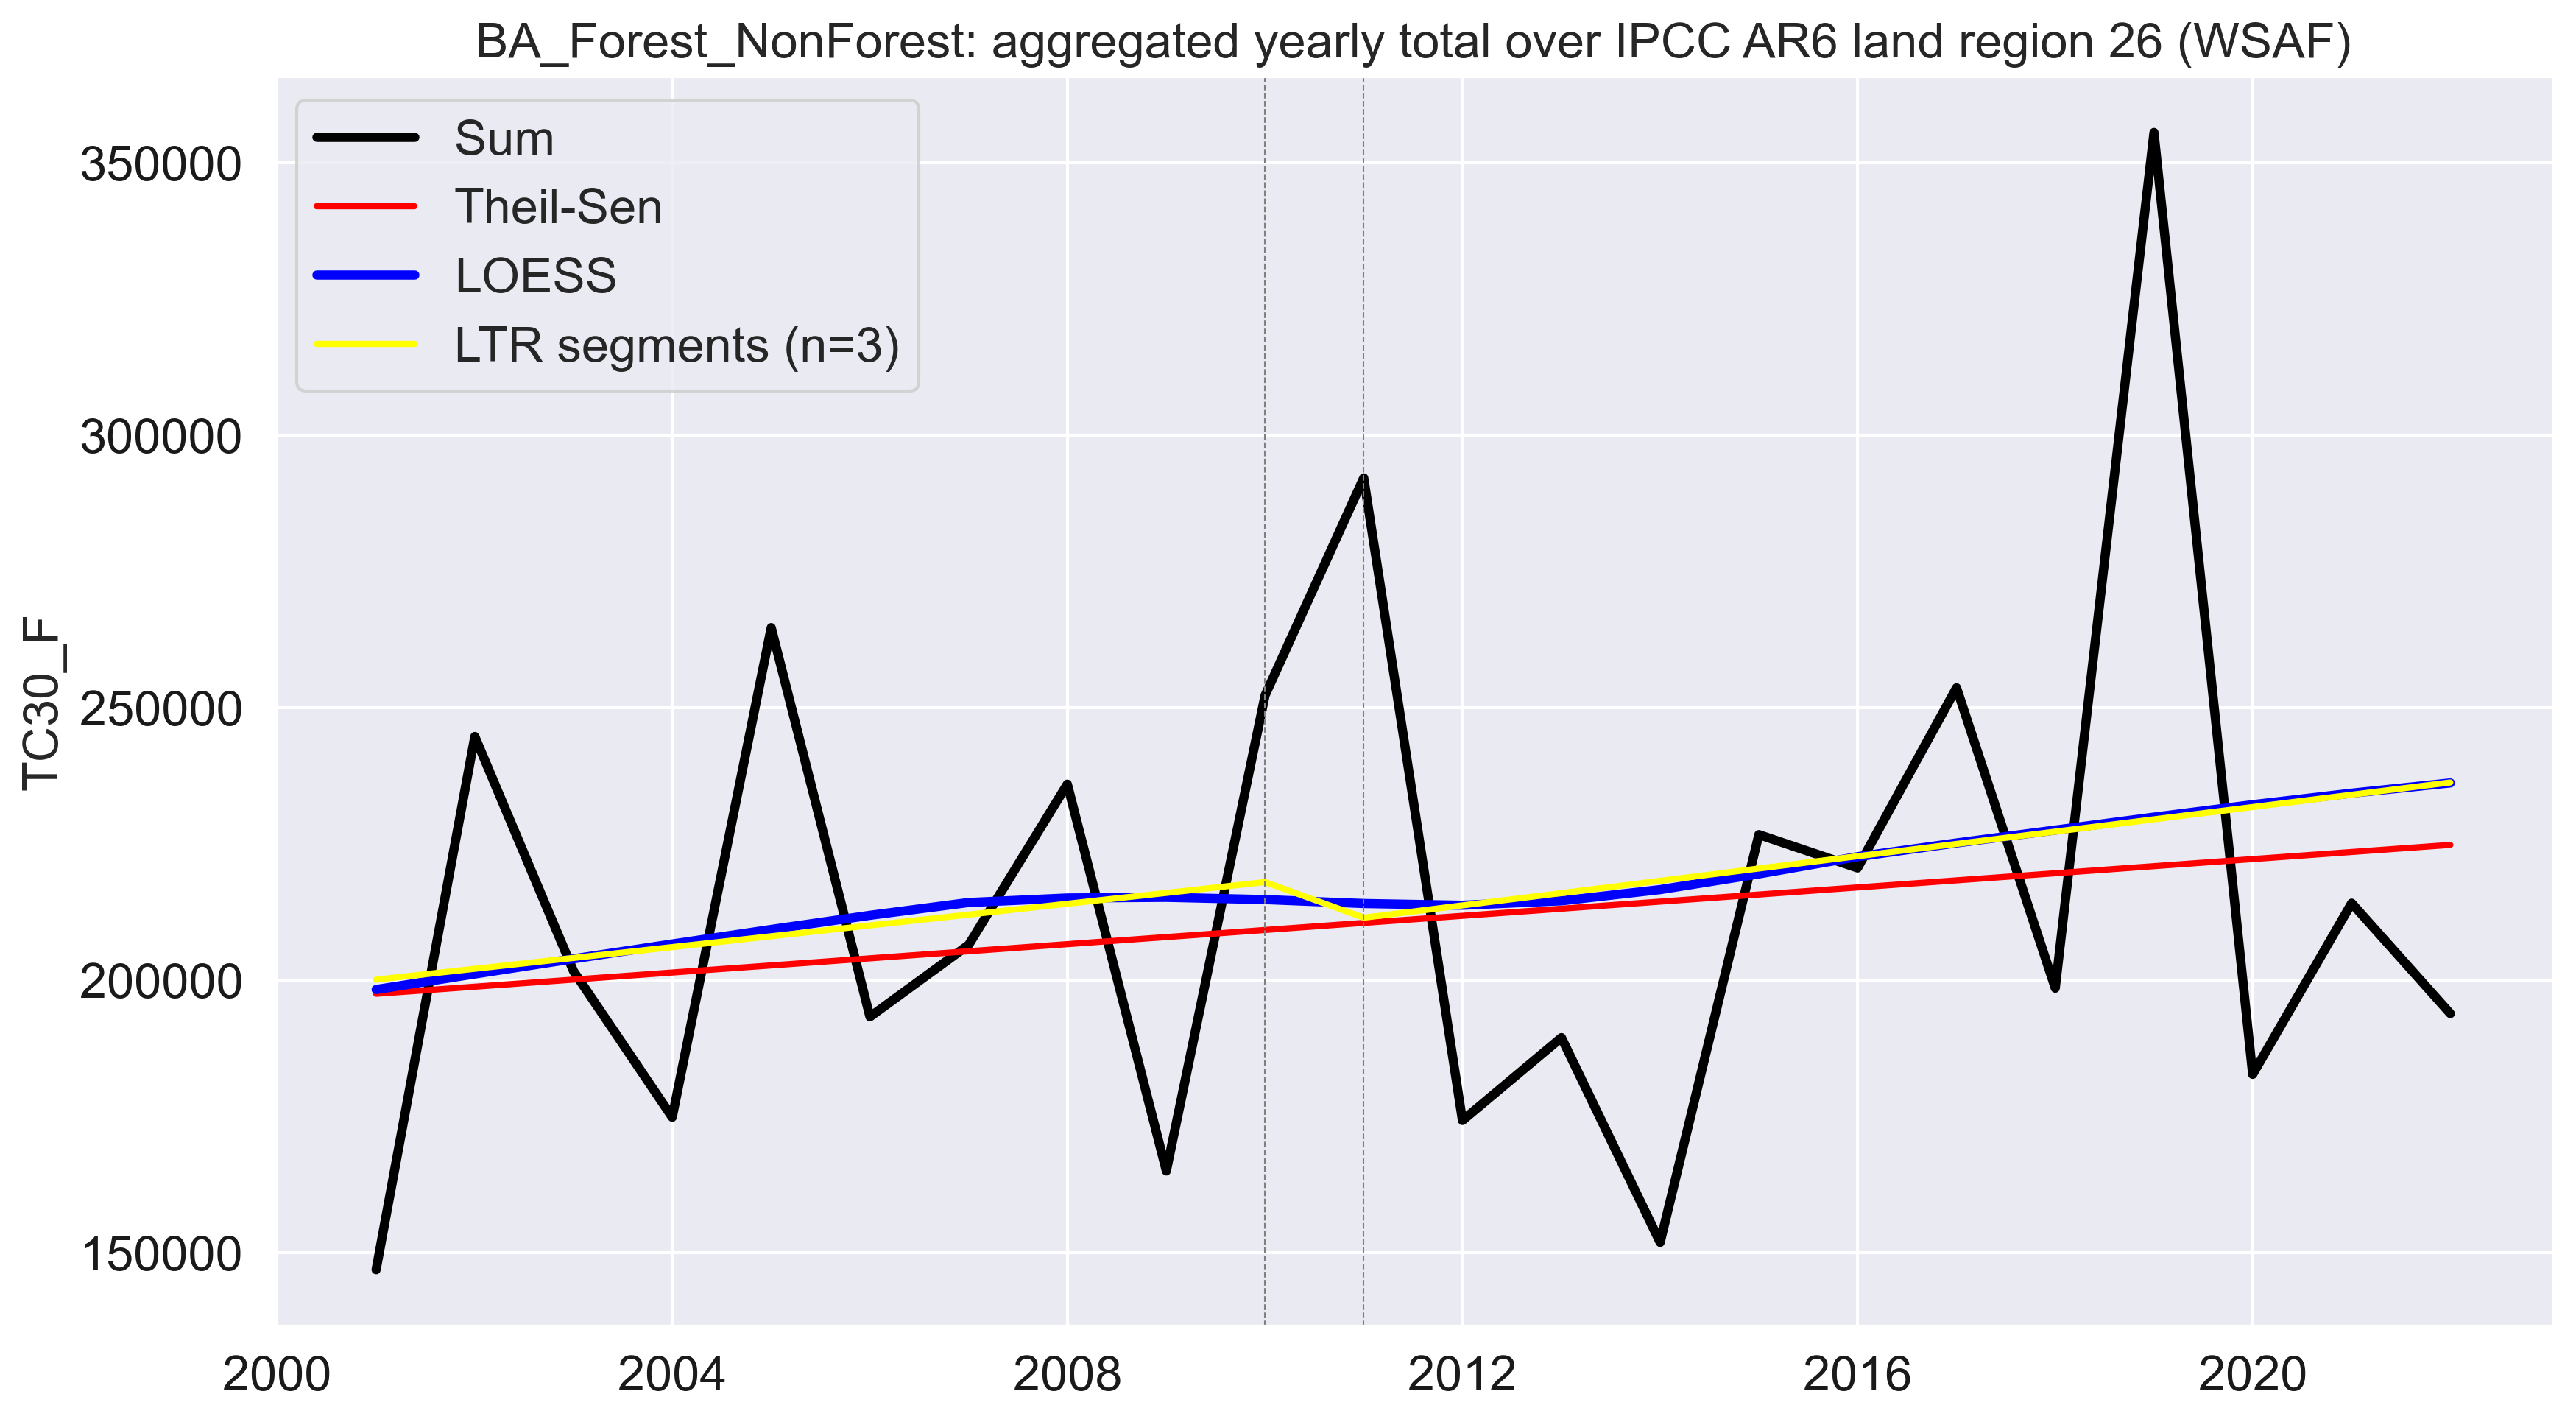 BA_Forest_NonForest: aggregated yearly total over IPCC AR6 land region 26 (WSAF)
Sum
Theil-Sen
LOESS
LTR segments (n=3)
TC30_F
350000
300000
250000
200000
150000
2000 2004 2008 2012 2016 2020